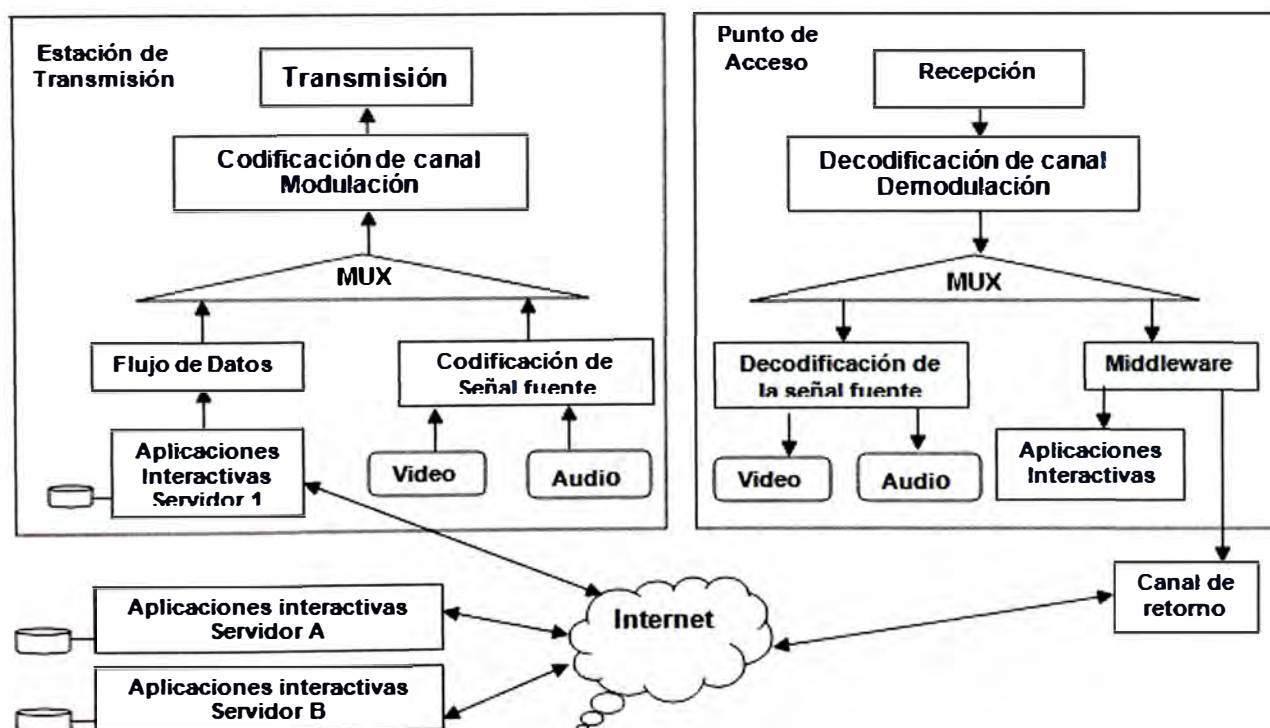 Estación de
Transmisión
Transmisión
Codificación de canal
Modulación
MUX
Flujo de Datos
Codificación de
Señal fuente
Aplicaciones
Interactivas
Servidor 1
Video
Audio
Punto de
Acceso
Recepción
Decodificación de canal
Demodulación
MUX
Decodificación de
la señal fuente
Middleware
Video
Audio
Aplicaciones
Interactivas
Canal de
retorno
Internet
Aplicaciones interactivas
Servidor A
Aplicaciones interactivas
Servidor B